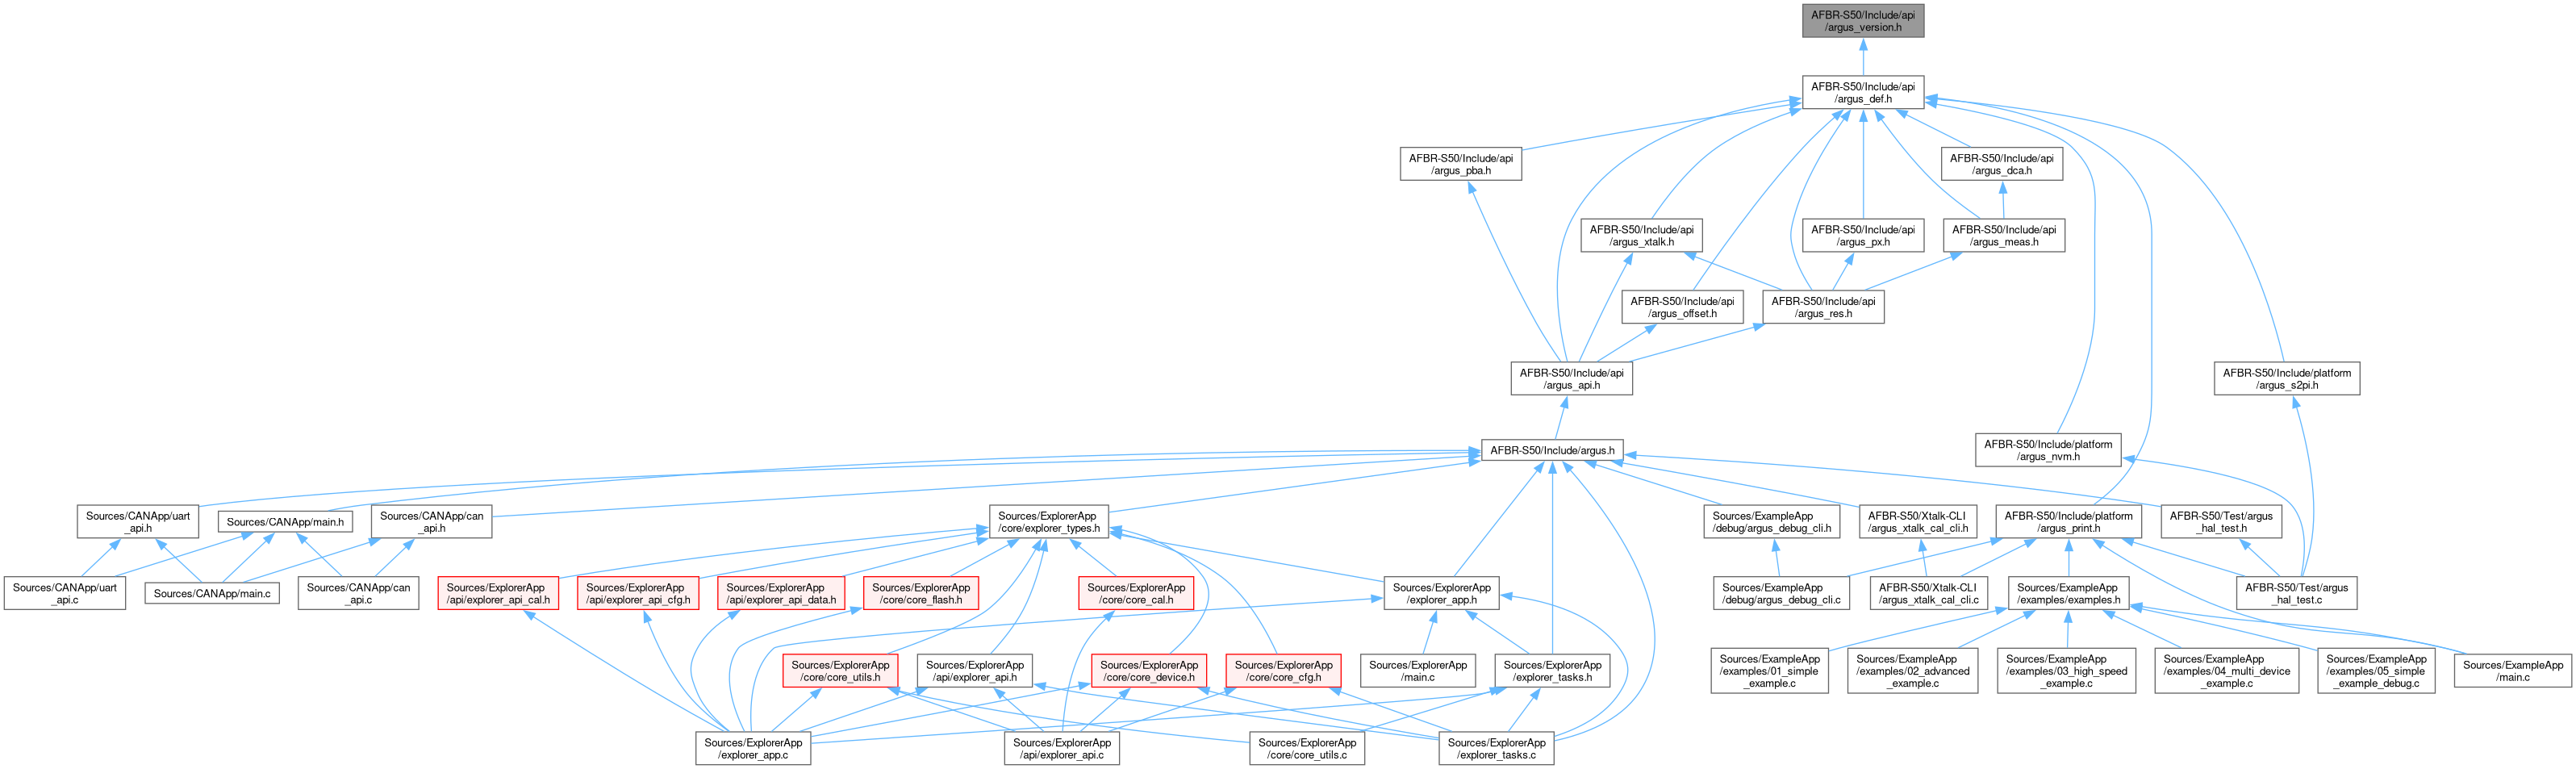 AFBR-S50/Include/api
/argus_version.h
AFBR-S50/Include/api
/argus_def.h
AFBR-S50/Include/api
/argus_pba.h
AFBR-S50/Include/api
/argus_dca.h
AFBR-S50/Include/api
/argus_xtalk.h
AFBR-S50/Include/api
/argus_px.h
AFBR-S50/Include/api
/argus_meas.h
AFBR-S50/Include/api
/argus_offset.h
AFBR-S50/Include/api
/argus_res.h
AFBR-S50/Include/api
/argus_api.h
AFBR-S50/Include/platform
/argus_s2pi.h
AFBR-S50/Include/argus.h
AFBR-S50/Include/platform
/argus_nvm.h
Sources/CANApp/uart
_api.h
Sources/CANApp/main.h
Sources/CANApp/can
_api.h
Sources/ExplorerApp
/core/explorer_types.h
Sources/ExampleApp
/debug/argus_debug_cli.h
AFBR-S50/Xtalk-CLI
/argus_xtalk_cal_cli.h
AFBR-S50/Include/platform
/argus_print.h
AFBR-S50/Test/argus
_hal_test.h
Sources/CANApp/uart
_api.c
Sources/CANApp/main.c
Sources/CANApp/can
_api.c
Sources/ExplorerApp
/api/explorer_api_cal.h
Sources/ExplorerApp
/api/explorer_api_cfg.h
Sources/ExplorerApp
/api/explorer_api_data.h
Sources/ExplorerApp
/core/core_flash.h
Sources/ExplorerApp
/core/core_cal.h
Sources/ExplorerApp
/explorer_app.h
Sources/ExampleApp
/debug/argus_debug_cli.c
AFBR-S50/Xtalk-CLI
/argus_xtalk_cal_cli.c
Sources/ExampleApp
/examples/examples.h
AFBR-S50/Test/argus
_hal_test.c
Sources/ExplorerApp
/core/core_utils.h
Sources/ExplorerApp
/api/explorer_api.h
Sources/ExplorerApp
/core/core_device.h
Sources/ExplorerApp
/core/core_cfg.h
Sources/ExplorerApp
/main.c
Sources/ExplorerApp
/explorer_tasks.h
Sources/ExampleApp
/examples/01_simple
_example.c
Sources/ExampleApp
/examples/02_advanced
_example.c
Sources/ExampleApp
/examples/03_high_speed
_example.c
Sources/ExampleApp
/examples/04_multi_device
_example.c
Sources/ExampleApp
/examples/05_simple
_example_debug.c
Sources/ExampleApp
/main.c
Sources/ExplorerApp
/explorer_app.c
Sources/ExplorerApp
/api/explorer_api.c
Sources/ExplorerApp
/core/core_utils.c
Sources/ExplorerApp
/explorer_tasks.c